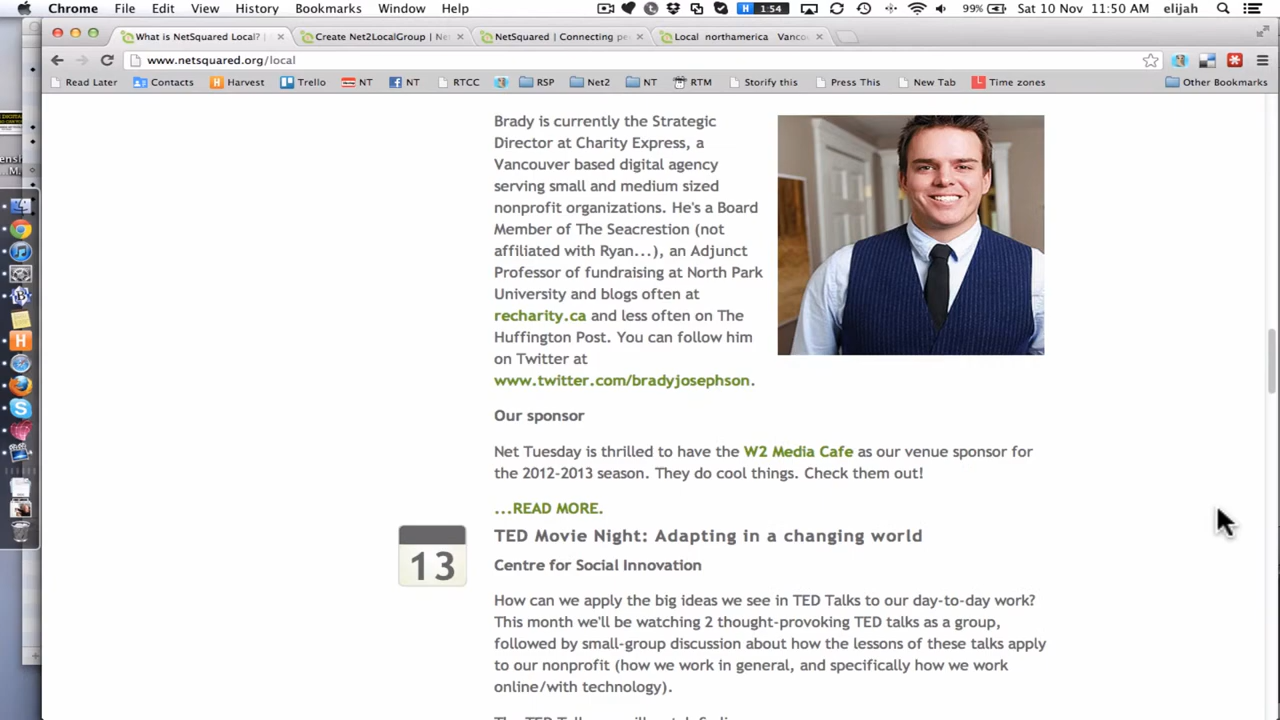 Chrome File Edit View History Bookmarks Window Help H 1:54 99% Sat 10 Nov 11:50 AM elijah
What is NetSquared Local? Create Net2LocalGroup | Ne NetSquared | Connecting pe Local northamerica Vanco
www.netsquared.org/local
Read Later Contacts H Harvest Trello NT NT RTCC RSP Net2 NT RTM Storify this Press This New Tab Time zones Other Bookmarks
Brady is currently the Strategic
Director at Charity Express, a
Vancouver based digital agency
serving small and medium sized
nonprofit organizations. He's a Board
Member of The Seacrestion (not
affiliated with Ryan...), an Adjunct
Professor of fundraising at North Park
University and blogs often at
recharity.ca and less often on The
Huffington Post. You can follow him
on Twitter at
www.twitter.com/bradyjosephson.
Our sponsor
Net Tuesday is thrilled to have the W2 Media Cafe as our venue sponsor for
the 2012-2013 season. They do cool things. Check them out!
...READ MORE.
13
TED Movie Night: Adapting in a changing world
Centre for Social Innovation
How can we apply the big ideas we see in TED Talks to our day-to-day work?
This month we'll be watching 2 thought-provoking TED talks as a group,
followed by small-group discussion about how the lessons of these talks apply
to our nonprofit (how we work in general, and specifically how we work
online/with technology).